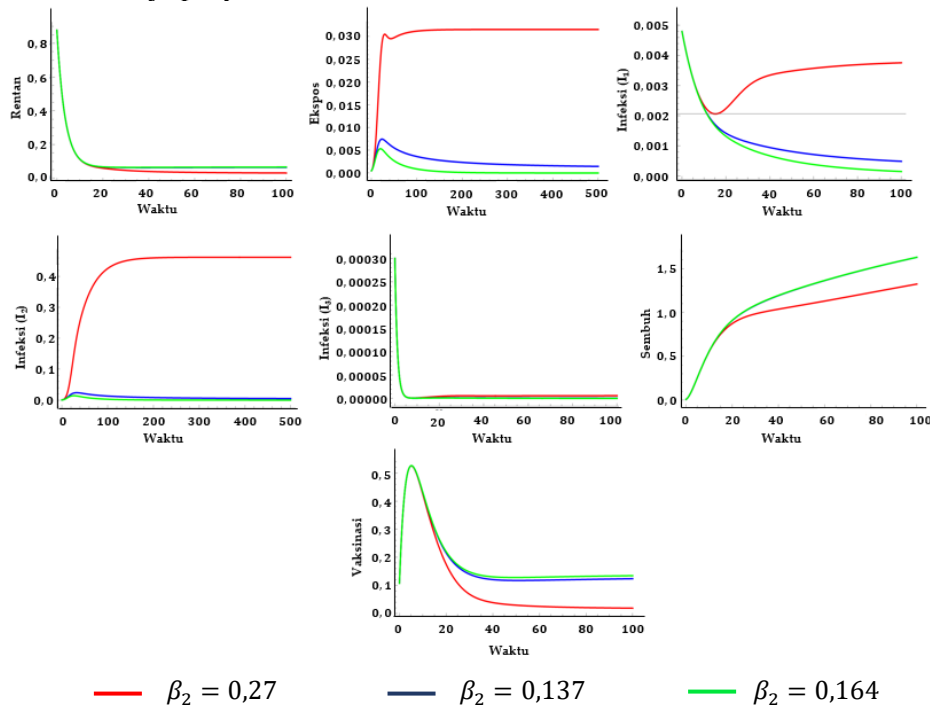 Rentan
0,8
0,6
0,4
0,2
0,0
0 20 40 60 80 100
Waktu
Ekspos
0,030
0,025
0,020
0,015
0,010
0,005
0,000
0 100 200 300 400 500
Waktu
Infeksi (I₁)
0,005
0,004
0,003
0,002
0,001
0,000
0 20 40 60 80 100
Waktu
Infeksi (I₂)
0,4
0,3
0,2
0,1
0,0
0 100 200 300 400 500
Waktu
Infeksi (I₃)
0,00030
0,00025
0,00020
0,00015
0,00010
0,00005
0,00000
0 20 40 60 80 100
Waktu
Sembuh
1,5
1,0
0,5
0,0
0 20 40 60 80 100
Waktu
Vaksinasi
0,5
0,4
0,3
0,2
0,1
0,0
0 20 40 60 80 100
Waktu
β₂ = 0,27 β₂ = 0,137 β₂ = 0,164